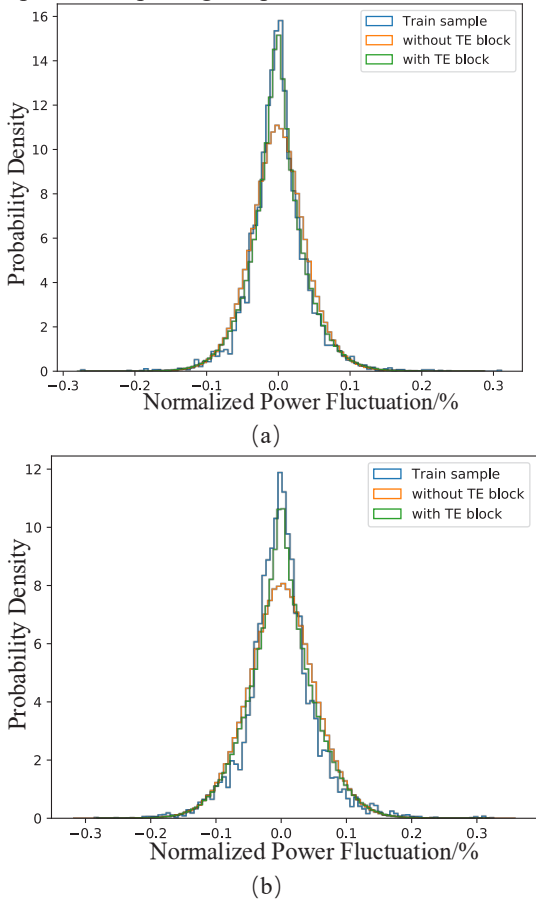 Train sample
without TE block
with TE block
16
14
12
10
8
6
4
2
0
Probability Density
−0.3 −0.2 −0.1 0.0 0.1 0.2 0.3
Normalized Power Fluctuation/%
(a)
Train sample
without TE block
with TE block
12
10
8
6
4
2
0
Probability Density
−0.3 −0.2 −0.1 0.0 0.1 0.2 0.3
Normalized Power Fluctuation/%
(b)